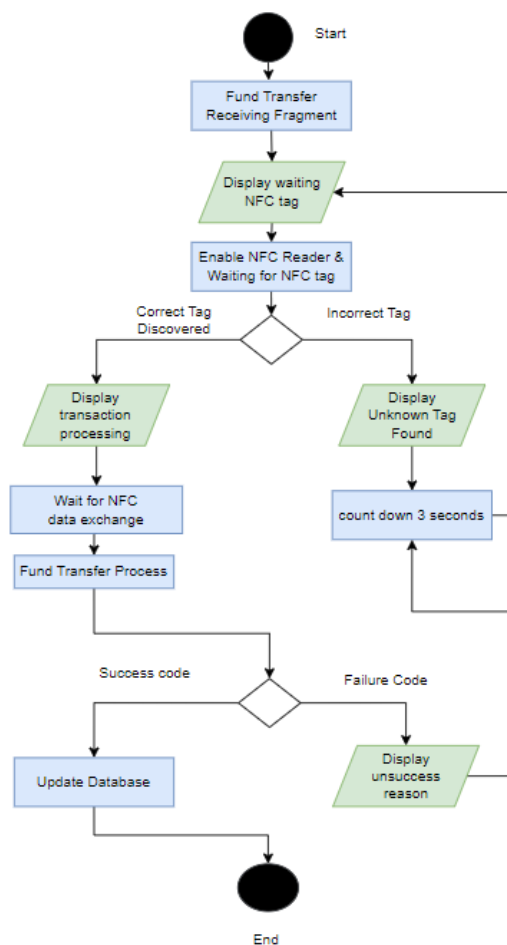 Start
Fund Transfer
Receiving Fragment
Display waiting
NFC tag
Enable NFC Reader &
Waiting for NFC tag
Correct Tag
Discovered
Incorrect Tag
Display
transaction
processing
Display
Unknown Tag
Found
Wait for NFC
data exchange
count down 3 seconds
Fund Transfer Process
Success code
Failure Code
Update Database
Display
unsuccess
reason
End